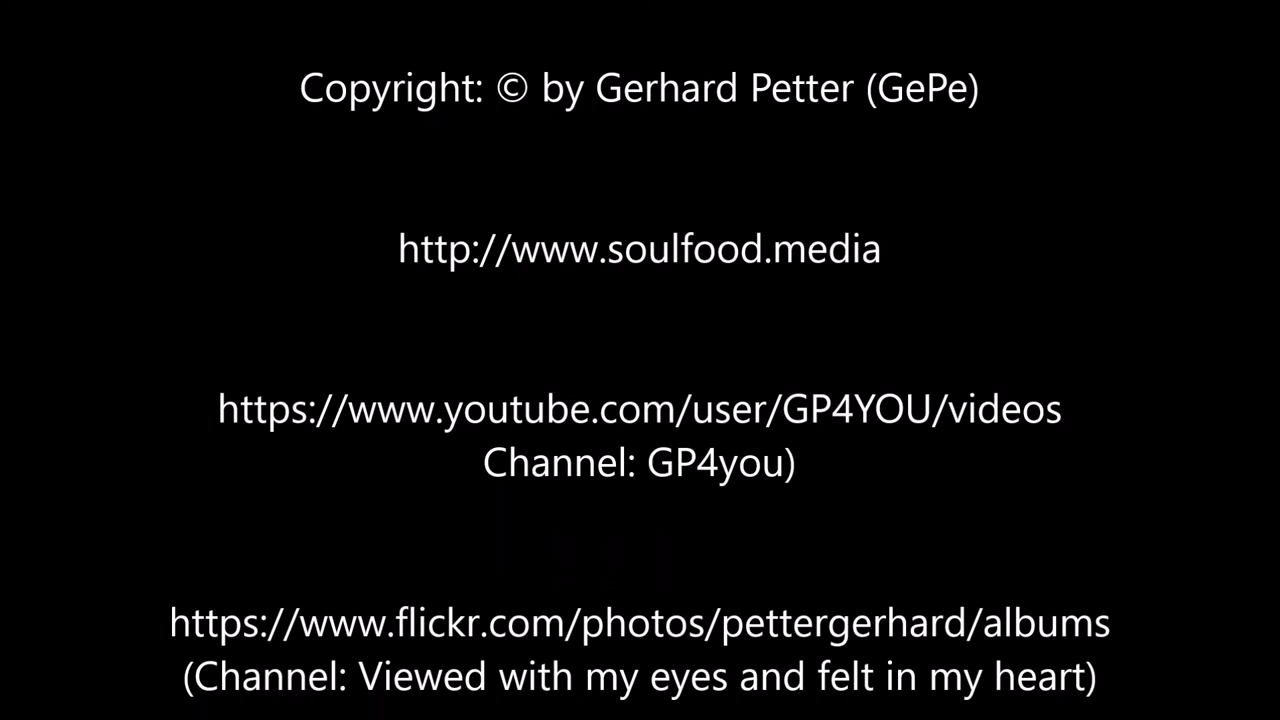 Copyright: © by Gerhard Petter (GePe)
http://www.soulfood.media
https://www.youtube.com/user/GP4YOU/videos
Channel: GP4you)
https://www.flickr.com/photos/pettergerhard/albums
(Channel: Viewed with my eyes and felt in my heart)